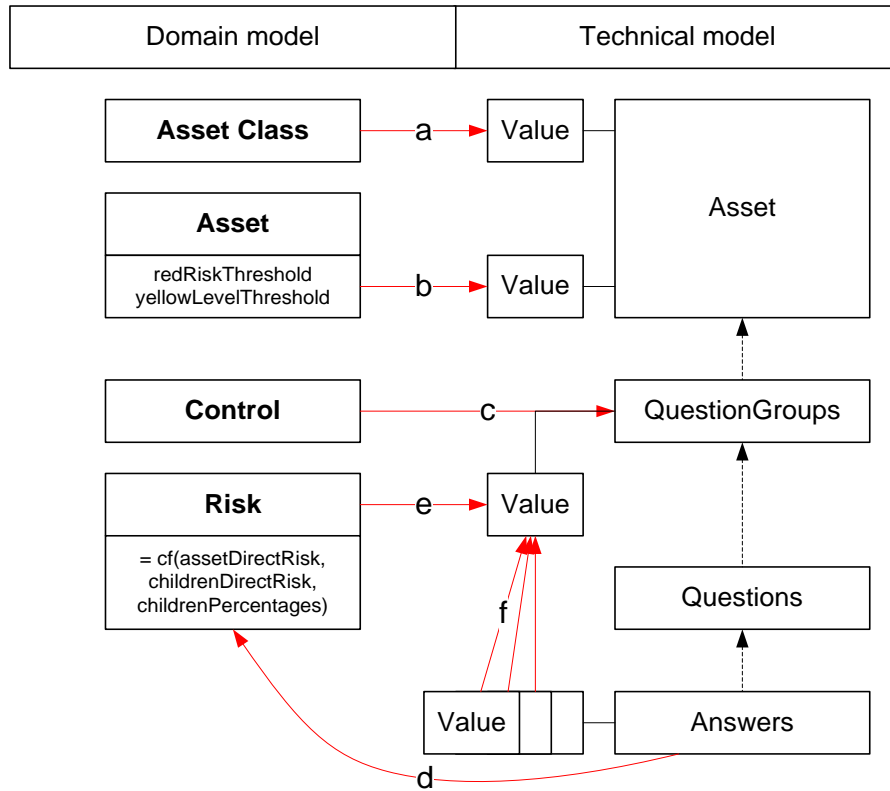 Domain model
Technical model
Asset Class
a
Value
Asset
Asset
redRiskThreshold
yellowLevelThreshold
b
Value
Control
c
QuestionGroups
Risk
e
Value
= cf(assetDirectRisk,
childrenDirectRisk,
childrenPercentages)
f
Questions
Value
Answers
d